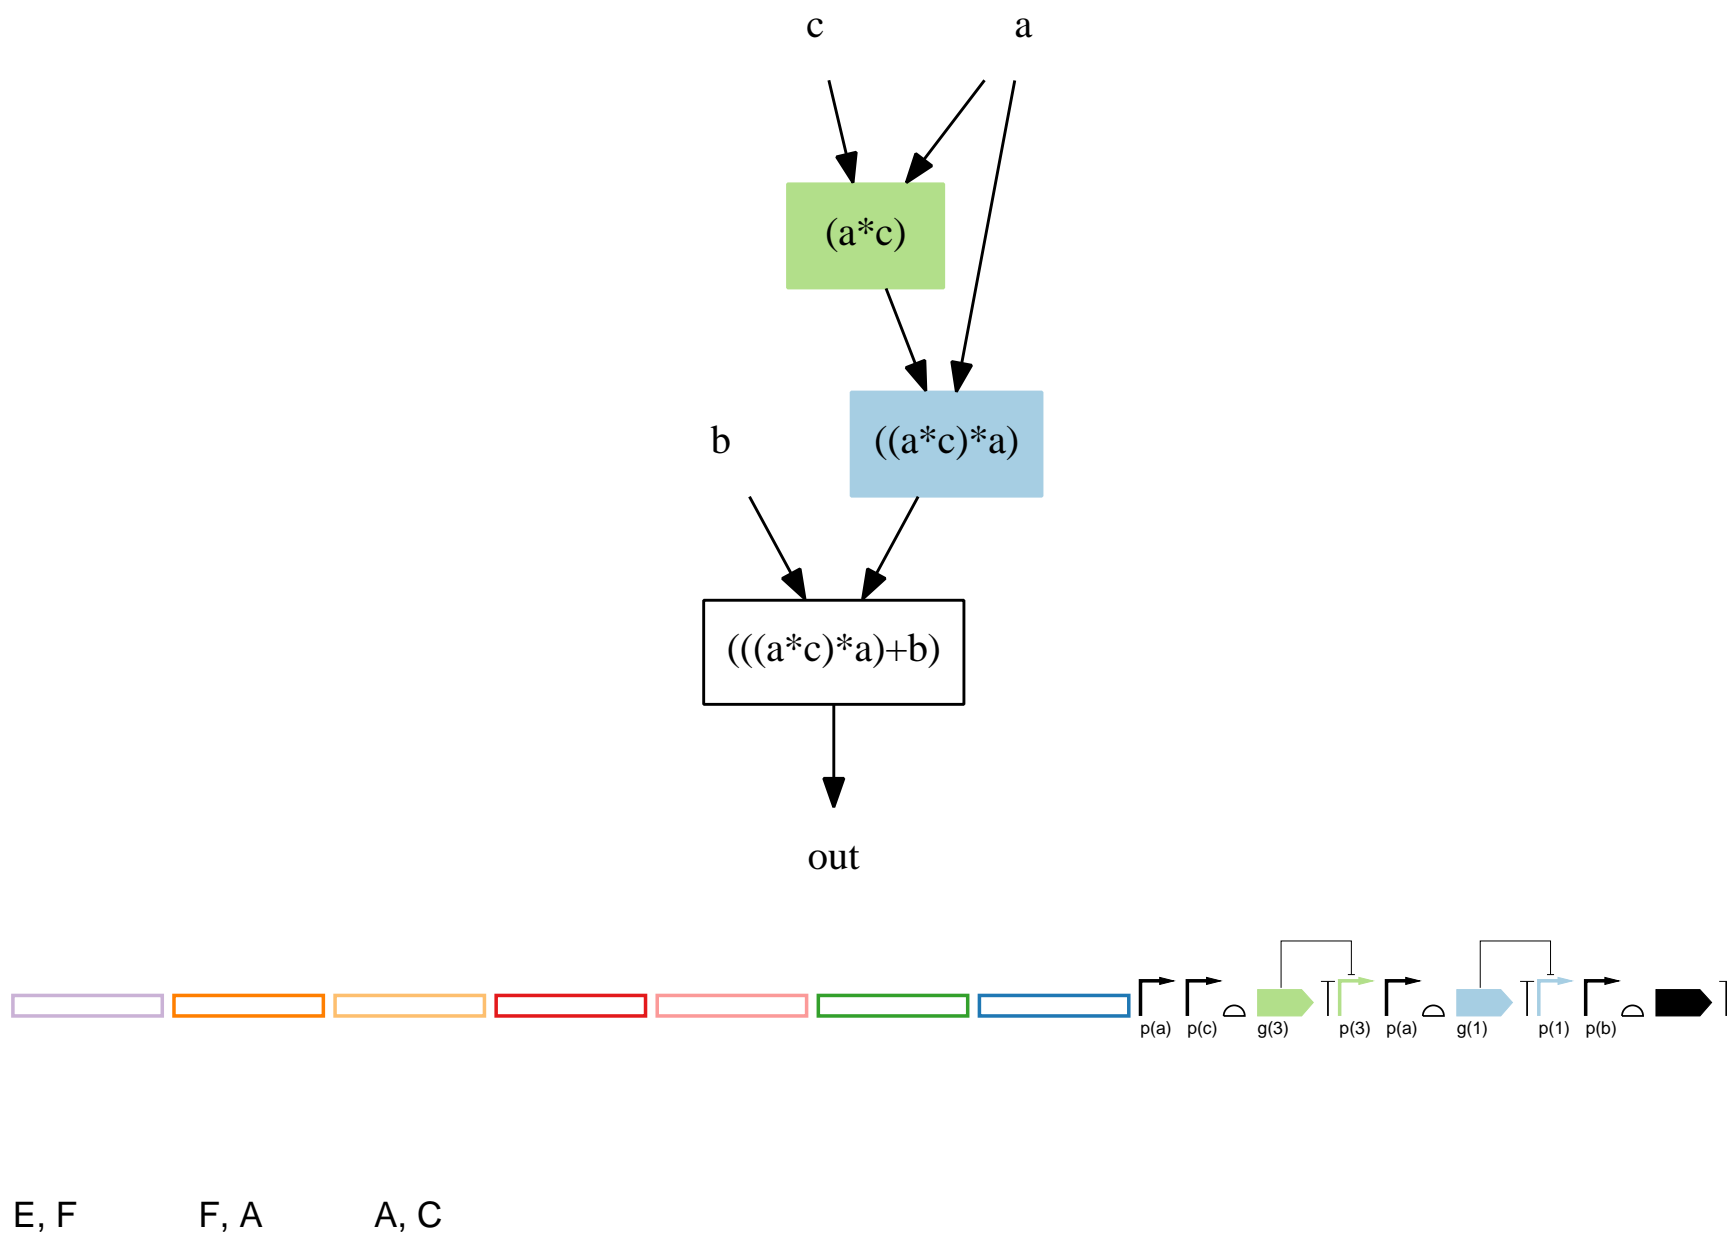 c a
(a*c)
b ((a*c)*a)
(((a*c)*a)+b)
out
p(a) p(c) g(3) p(3) p(a) g(1) p(1) p(b)
E, F F, A A, C